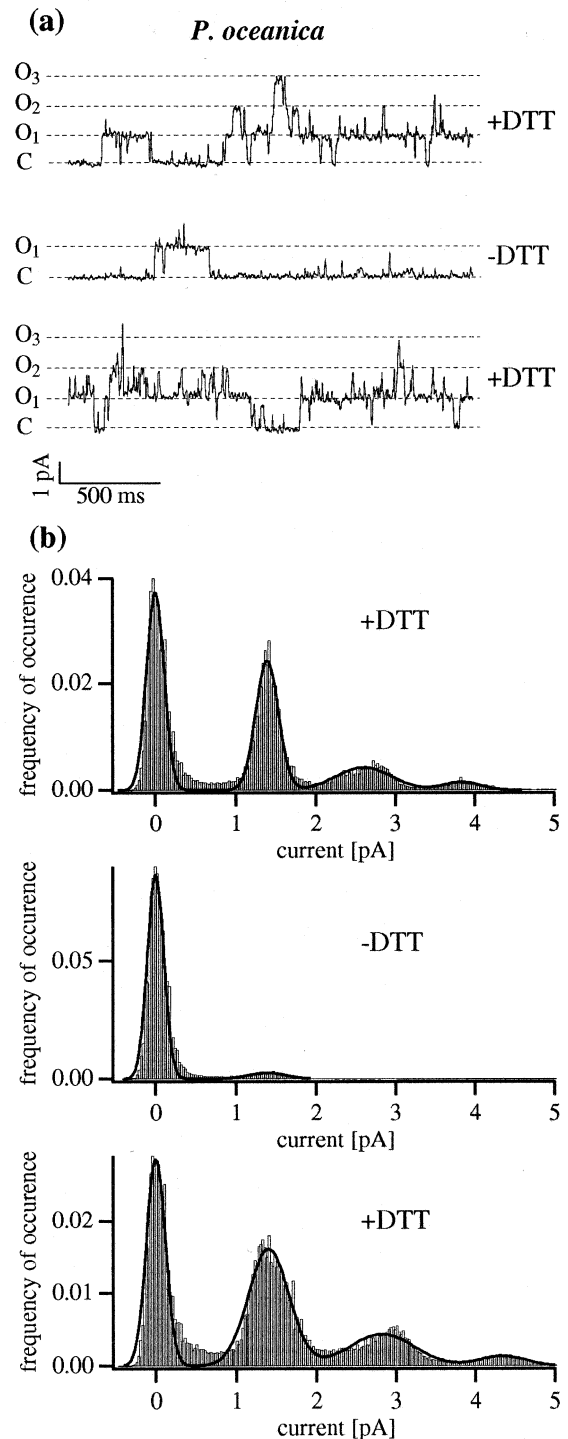 (a)
P. oceanica
O3
O2
O1
C
+DTT
O1
C
-DTT
O3
O2
O1
C
+DTT
1 pA
500 ms
(b)
frequency of occurence
0.04
0.02
0.00
+DTT
0 1 2 3 4 5
current [pA]
frequency of occurence
0.05
0.00
-DTT
0 1 2 3 4 5
current [pA]
frequency of occurence
0.02
0.01
0.00
+DTT
0 1 2 3 4 5
current [pA]